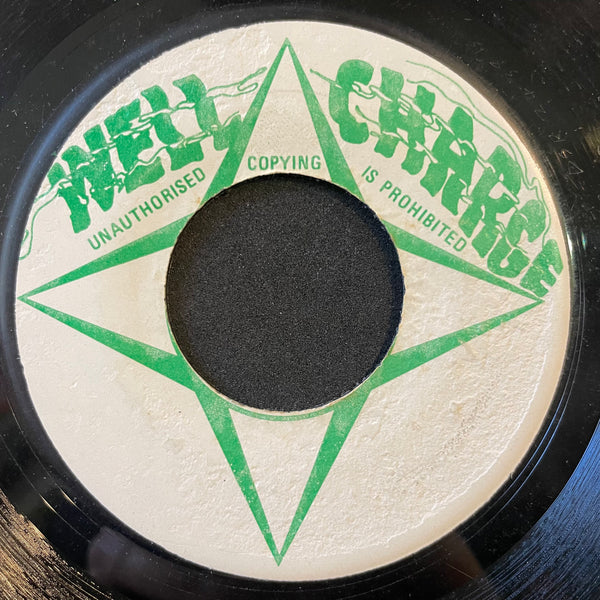 WELL CHARGE
UNAUTHORISED COPYING IS PROHIBITED